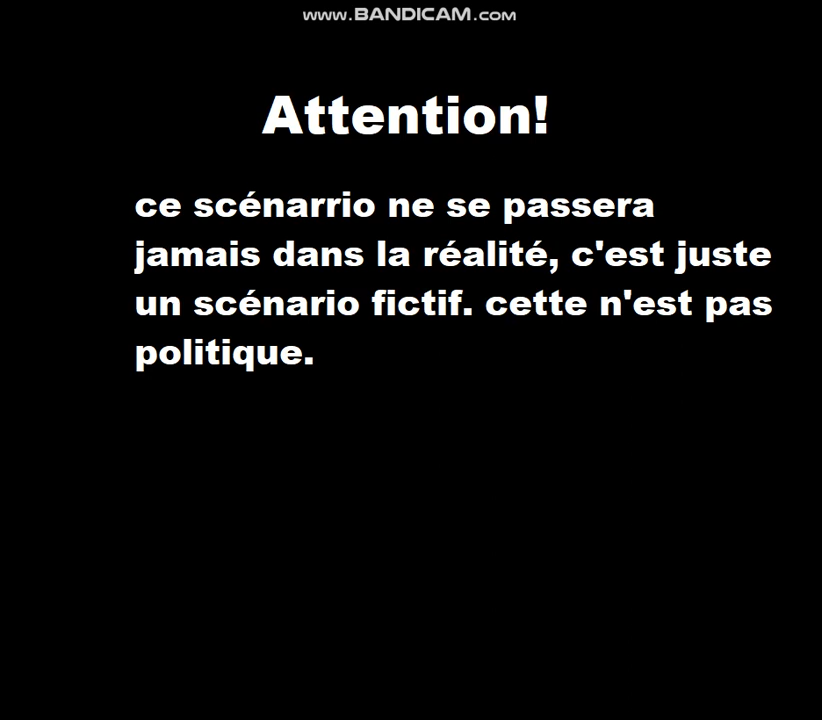 www.BANDICAM.com
Attention!
ce scénarrio ne se passera
jamais dans la réalité, c'est juste
un scénario fictif. cette n'est pas
politique.